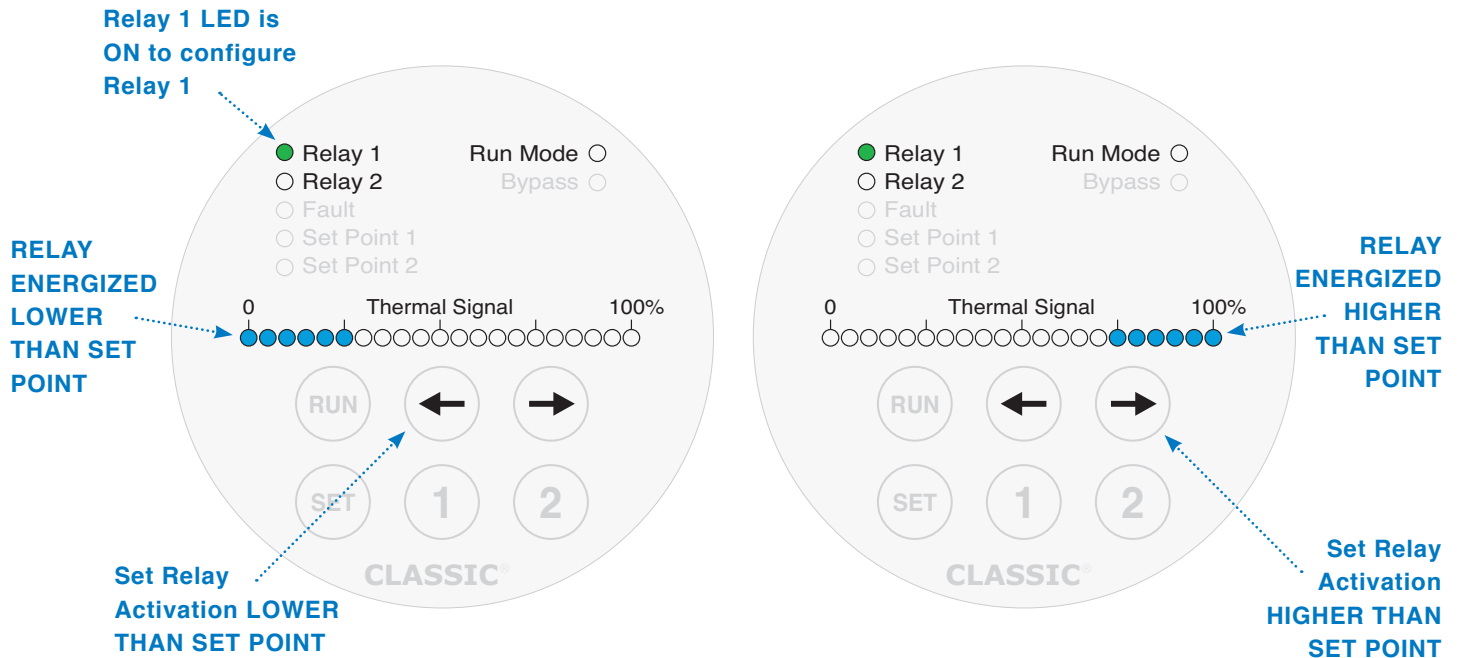 Relay 1 LED is
ON to configure
Relay 1
Relay 1
Run Mode
Relay 2
Bypass
Fault
Set Point 1
Set Point 2
RELAY
ENERGIZED
LOWER
THAN SET
POINT
0 Thermal Signal 100%
RUN
SET
1
2
CLASSIC®
Set Relay
Activation LOWER
THAN SET POINT
Relay 1
Run Mode
Relay 2
Bypass
Fault
Set Point 1
Set Point 2
0 Thermal Signal 100%
RELAY
ENERGIZED
HIGHER
THAN SET
POINT
RUN
SET
1
2
CLASSIC®
Set Relay
Activation
HIGHER THAN
SET POINT